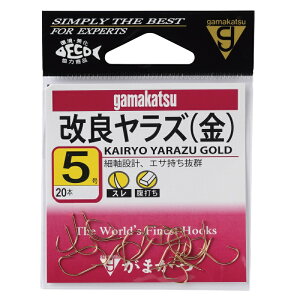 SIMPLY THE BEST
FOR EXPERTS
FECO
gamakatsu
改良ヤラズ(金)
KAIRYO YARAZU GOLD
細軸設計、エサ持ち抜群
5号
20本
スレ
腰打ち
The World's Finest Hooks
がまかつ